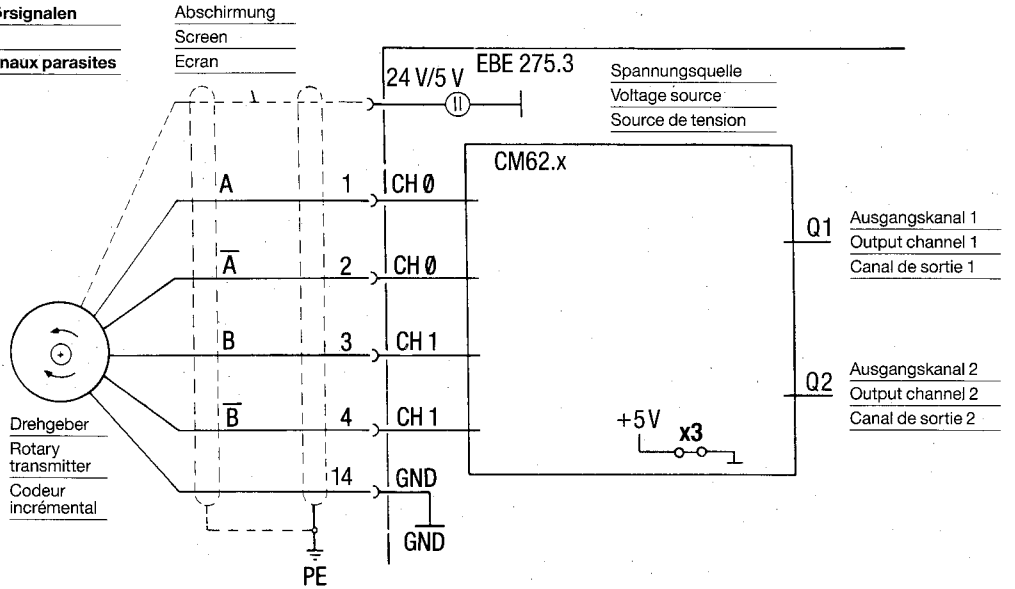 örsignalen
naux parasites
Abschirmung
Screen
Ecran
24 V/5 V
EBE 275.3
Spannungsquelle
Voltage source
Source de tension
CM62.x
A 1 CH 0
A̅ 2 CH 0
B 3 CH 1
B̅ 4 CH 1
14 GND
GND
PE
+5V
x3
Q1
Ausgangskanal 1
Output channel 1
Canal de sortie 1
Q2
Ausgangskanal 2
Output channel 2
Canal de sortie 2
Drehgeber
Rotary
transmitter
Codeur
incrémental